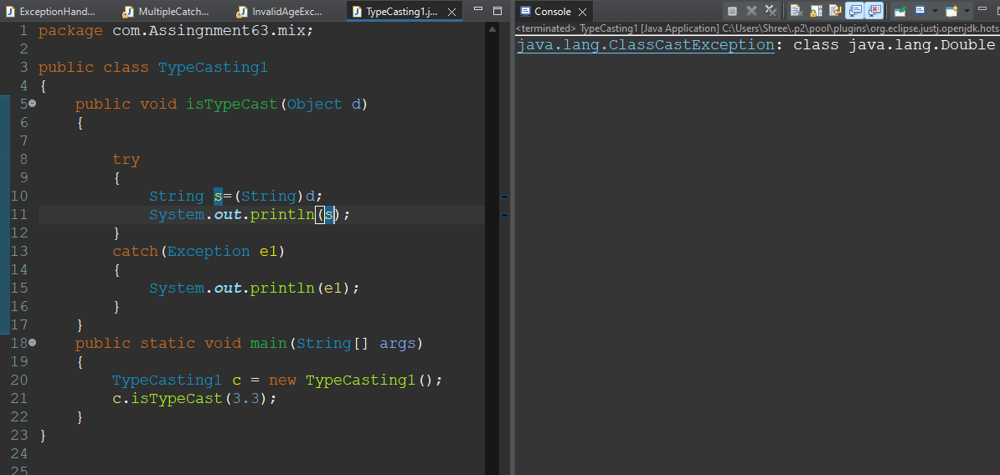 ExceptionHand... MultipleCatch... InvalidAgeExc... TypeCasting1.j...
1 package com.Assingnment63.mix;
2
3 public class TypeCasting1
4 {
5 public void isTypeCast(Object d)
6 {
7
8 try
9 {
10 String s=(String)d;
11 System.out.println(s);
12 }
13 catch(Exception e1)
14 {
15 System.out.println(e1);
16 }
17 }
18 public static void main(String[] args)
19 {
20 TypeCasting1 c = new TypeCasting1();
21 c.isTypeCast(3.3);
22 }
23 }
24
25
Console
<terminated> TypeCasting1 [Java Application] C:\Users\Shree\.p2\pool\plugins\org.eclipse.justj.openjdk.hots
java.lang.ClassCastException: class java.lang.Double